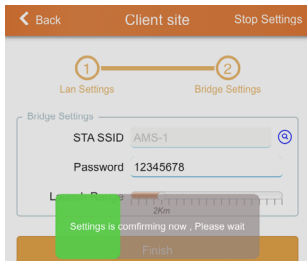 Back Client site Stop Settings
1 2
Lan Settings Bridge Settings
Bridge Settings
STA SSID AMS-1
Password 12345678
2Km
Settings is comfirming now , Please wait
Finish